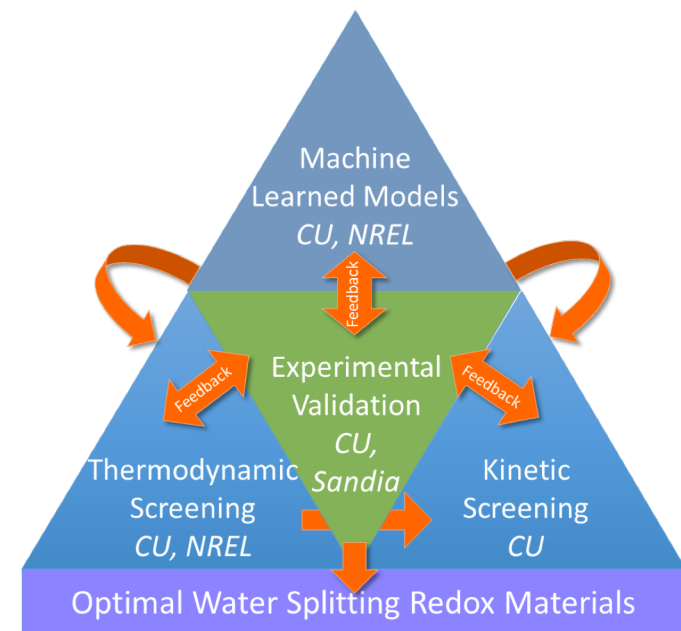 Machine
Learned Models
CU, NREL
Feedback
Experimental
Validation
CU,
Sandia
Feedback
Feedback
Thermodynamic
Screening
CU, NREL
Kinetic
Screening
CU
Optimal Water Splitting Redox Materials